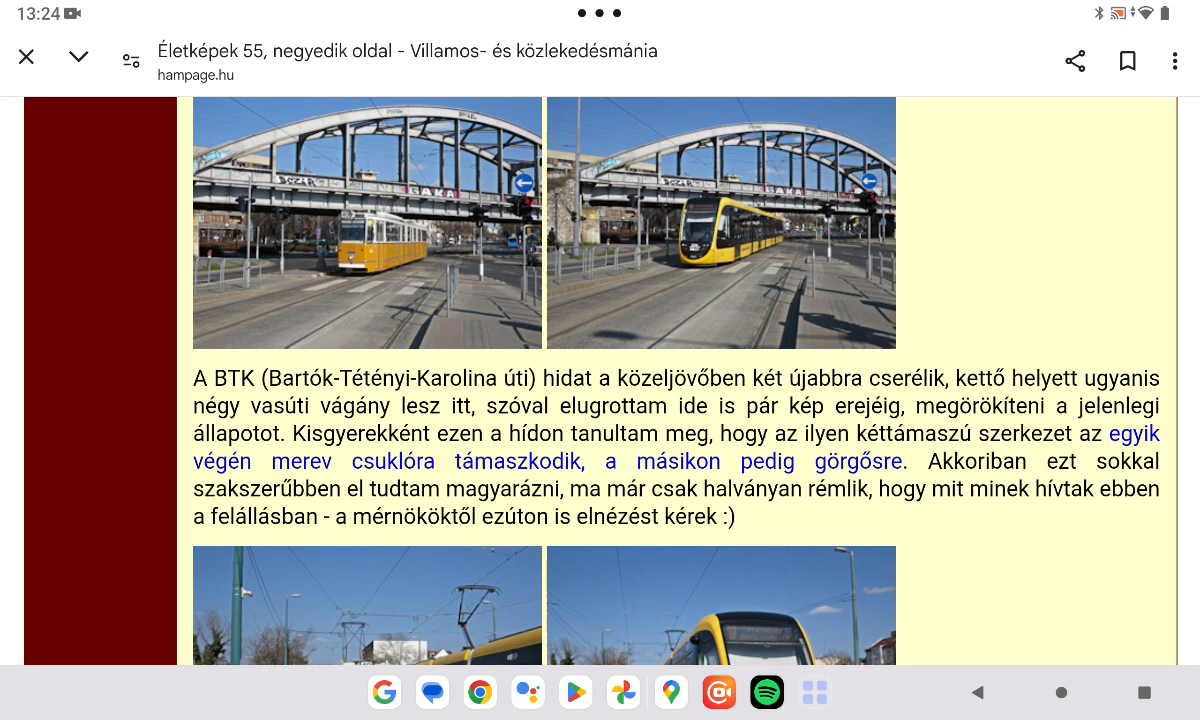 13:24
Életképek 55, negyedik oldal - Villamos- és közlekedésmánia
hampage.hu
GAKA
GAKA
A BTK (Bartók-Tétényi-Karolina úti) hidat a közeljövőben két újabbra cserélik, kettő helyett ugyanis
négy vasúti vágány lesz itt, szóval elugrottam ide is pár kép erejéig, megörökíteni a jelenlegi
állapotot. Kisgyerekként ezen a hídon tanultam meg, hogy az ilyen kéttámaszú szerkezet az egyik
végén merev csuklóra támaszkodik, a másikon pedig görgősre. Akkoriban ezt sokkal
szakszerűbben el tudtam magyarázni, ma már csak halványan rémlik, hogy mit minek hívtak ebben
a felállásban - a mérnököktől ezúton is elnézést kérek :)